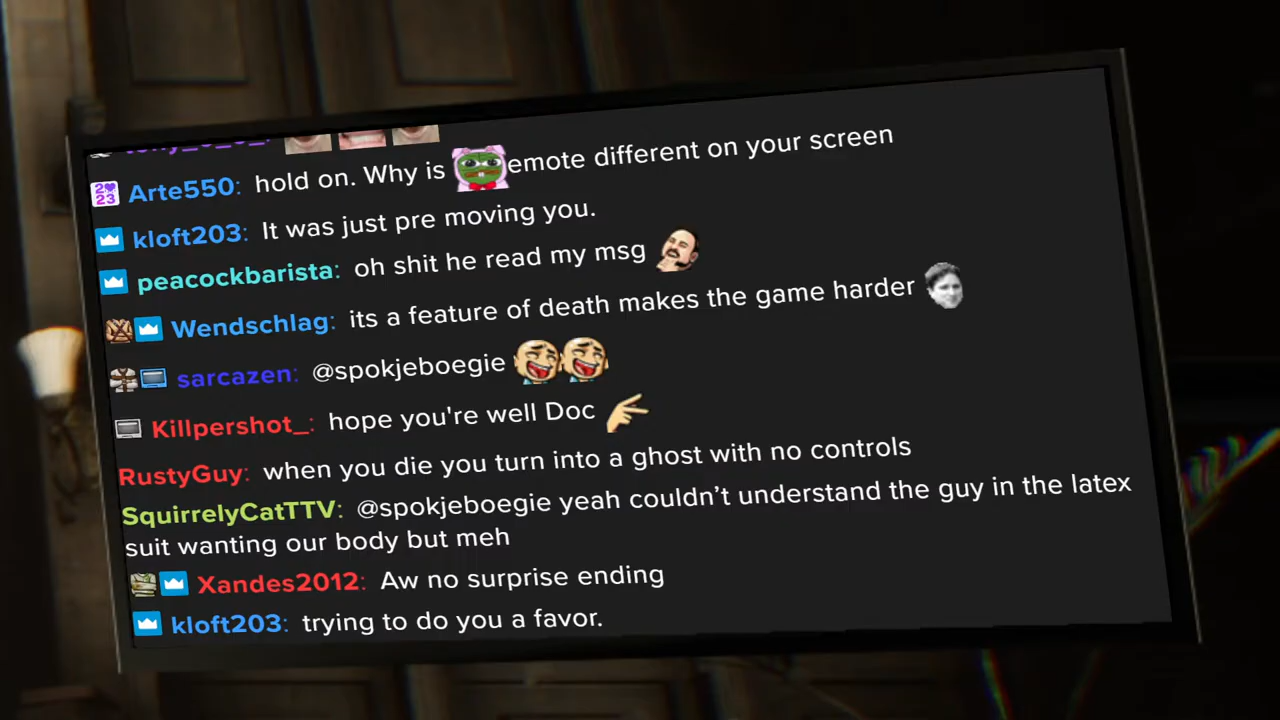 2 23
Arte550: hold on. Why is emote different on your screen
kloft203: It was just pre moving you.
peacockbarista: oh shit he read my msg
Wendschlag: its a feature of death makes the game harder
sarcazen: @spokjeboegie
Killpershot_: hope you're well Doc
RustyGuy: when you die you turn into a ghost with no controls
SquirrelyCatTTV: @spokjeboegie yeah couldn’t understand the guy in the latex
suit wanting our body but meh
Xandes2012: Aw no surprise ending
kloft203: trying to do you a favor.